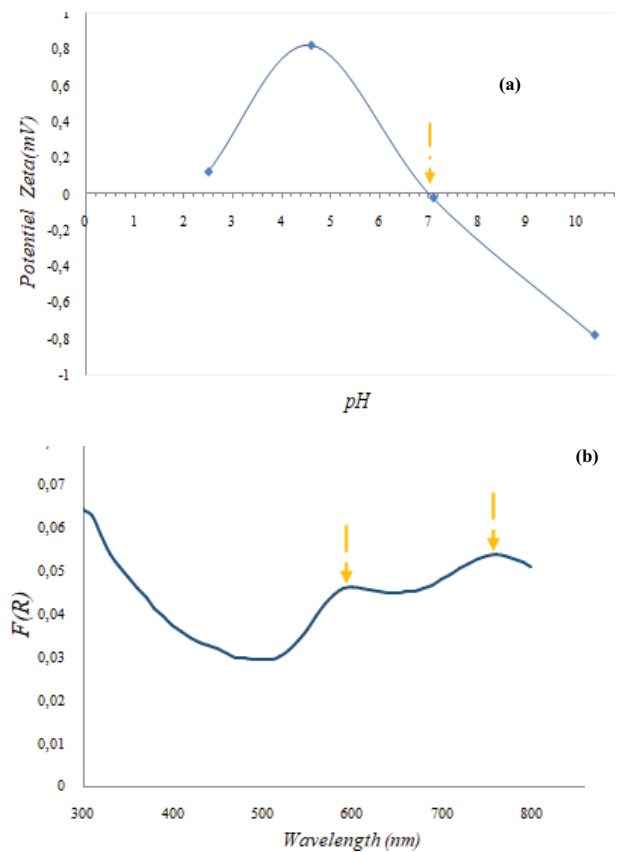 1
0,8
0,6
(a)
0,4
0,2
0
0 1 2 3 4 5 6 7 8 9 10
-0,2
-0,4
-0,6
-0,8
-1
Potentiel Zeta(mV)
pH
(b)
0,07
0,06
0,05
0,04
0,03
0,02
0,01
0
F(R)
300 400 500 600 700 800
Wavelength (nm)